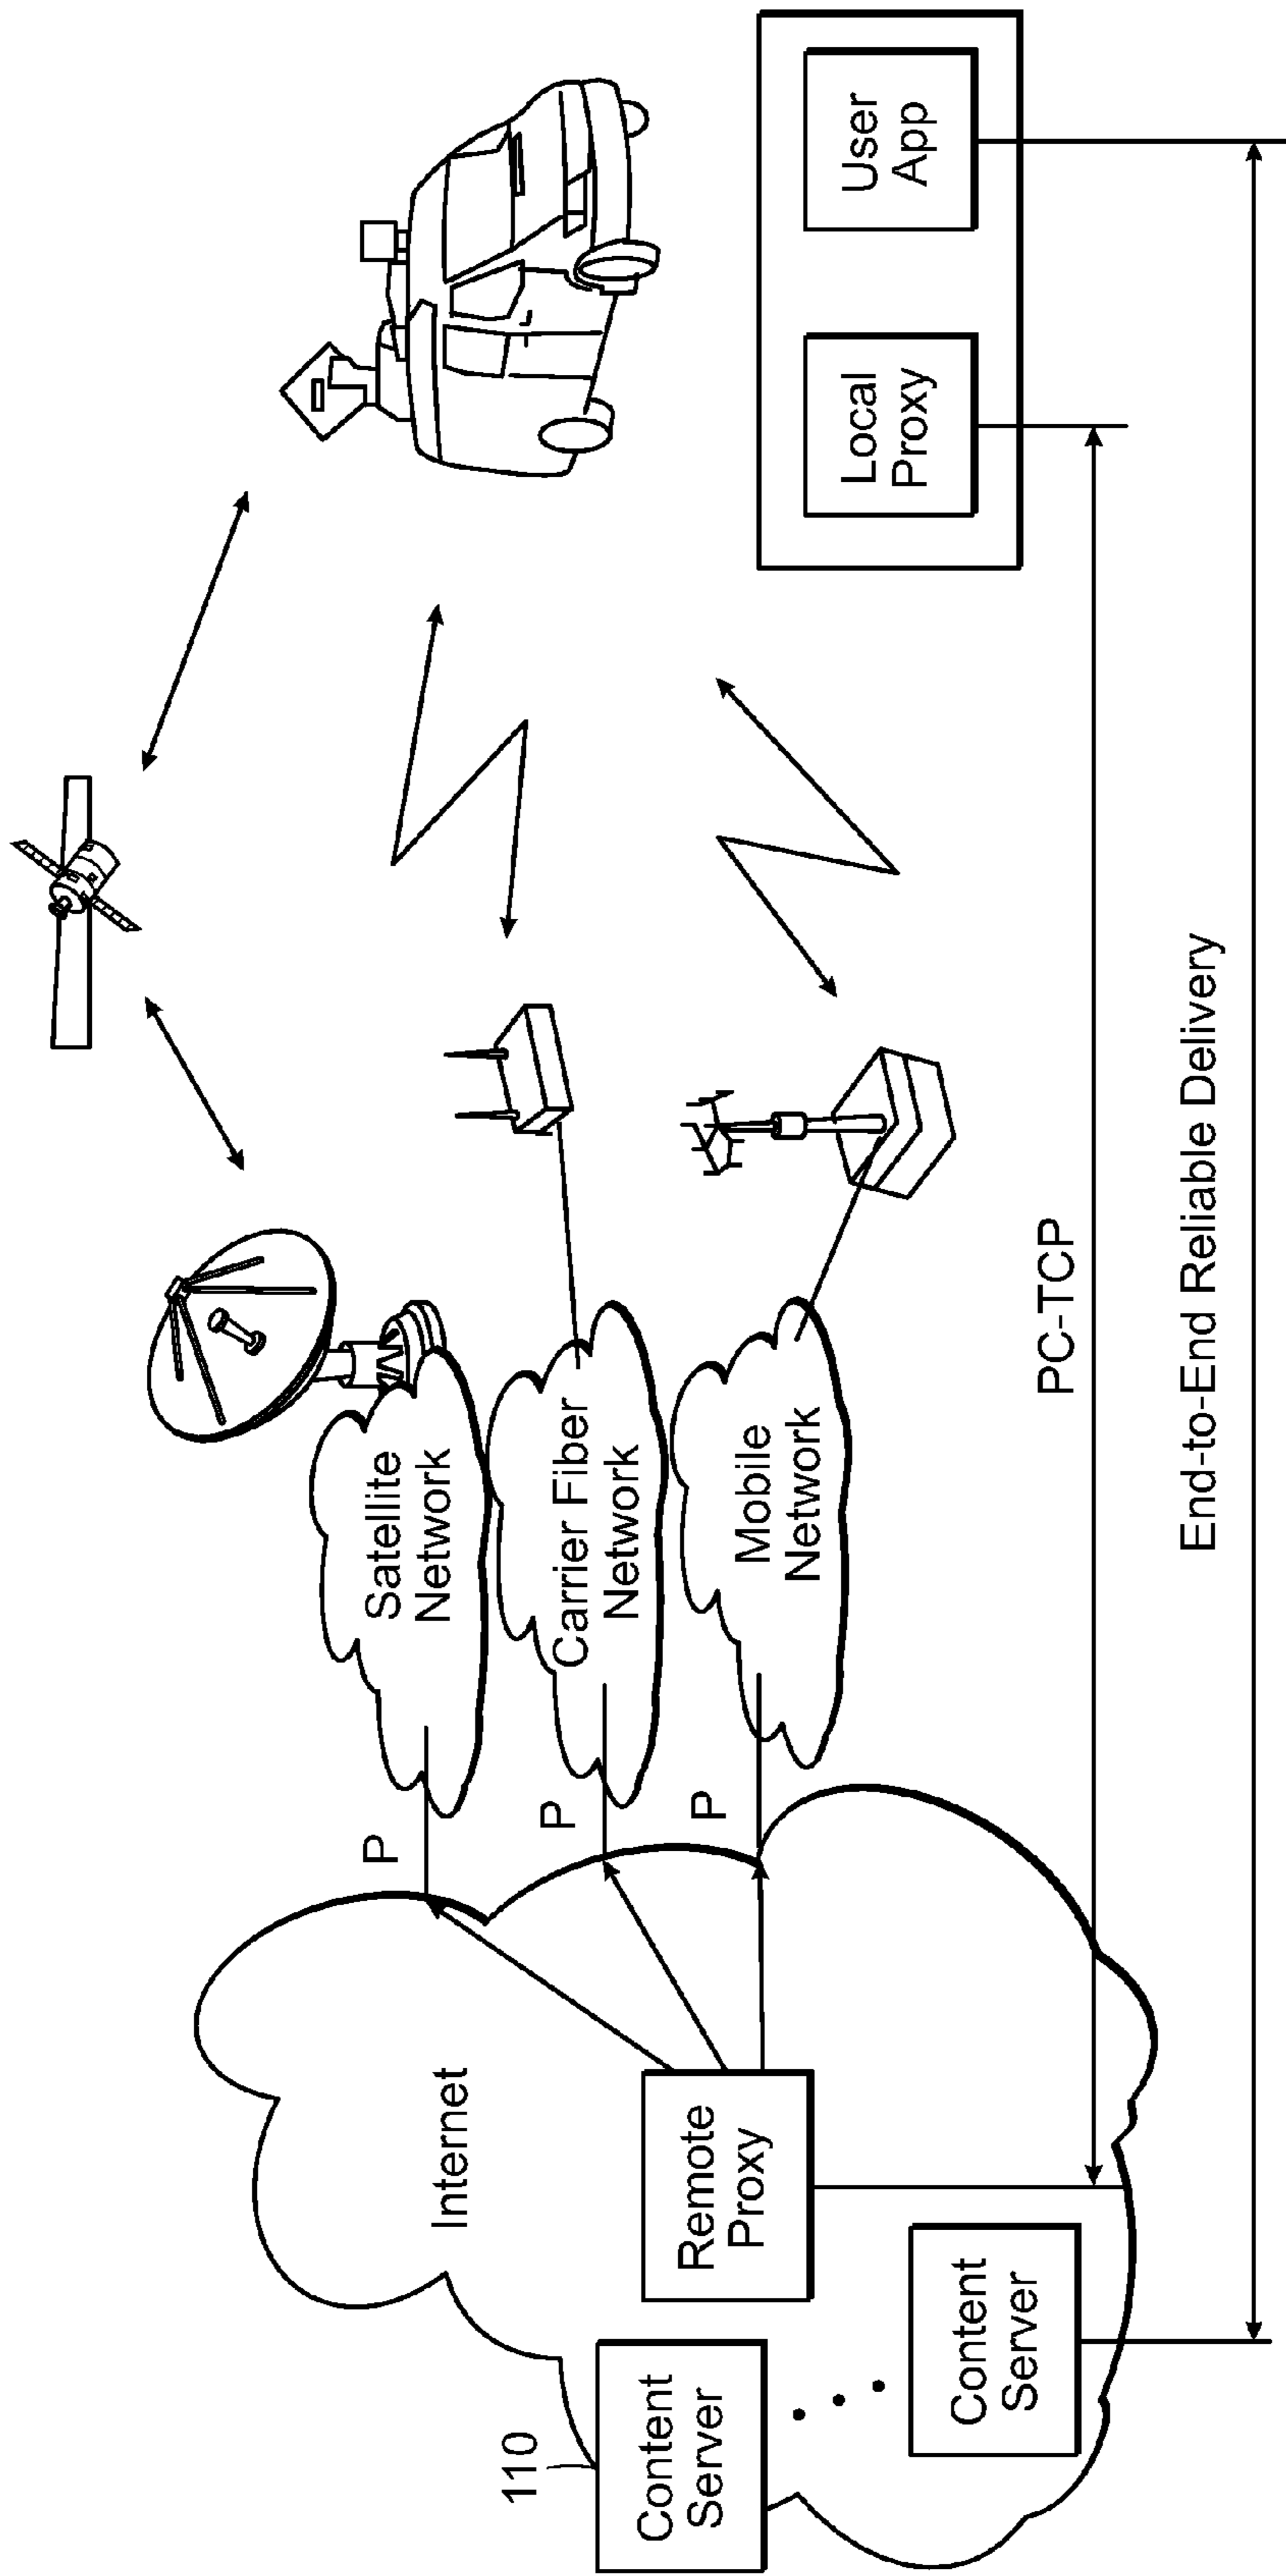 110
Content
Server
Content
Server
Internet
Remote
Proxy
P
P
P
Satellite
Network
Carrier Fiber
Network
Mobile
Network
PC-TCP
End-to-End Reliable Delivery
Local
Proxy
User
App